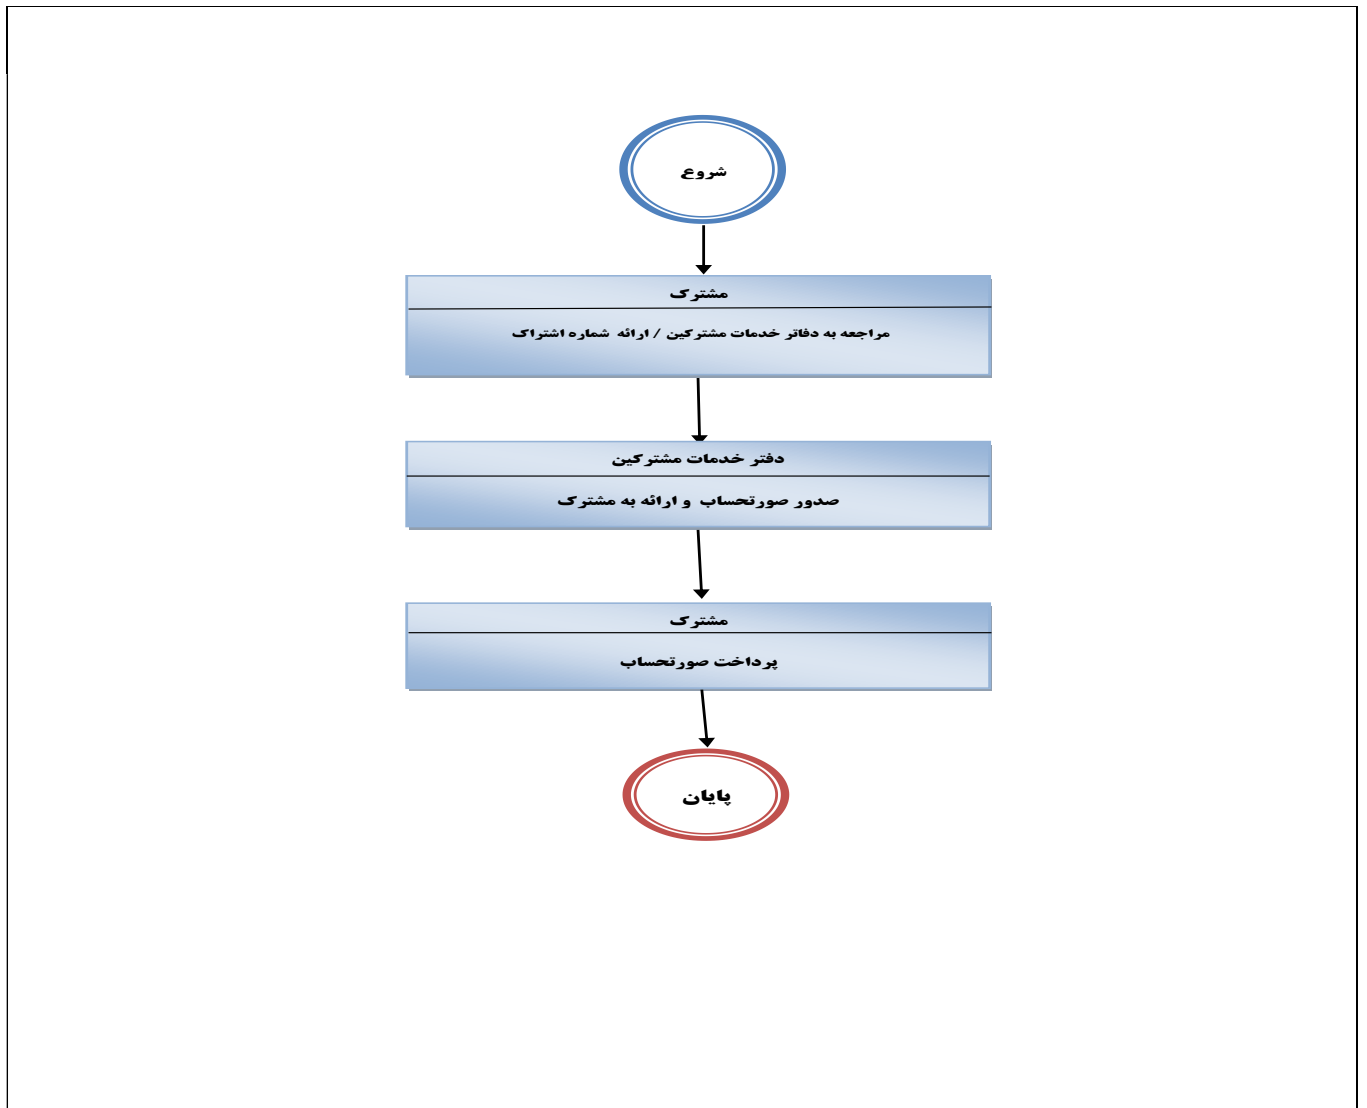 شروع
مشترک
مراجعه به دفاتر خدمات مشترکین / ارائه شماره اشتراک
دفتر خدمات مشترکین
صدور صورتحساب و ارائه به مشترک
مشترک
پرداخت صورتحساب
پایان